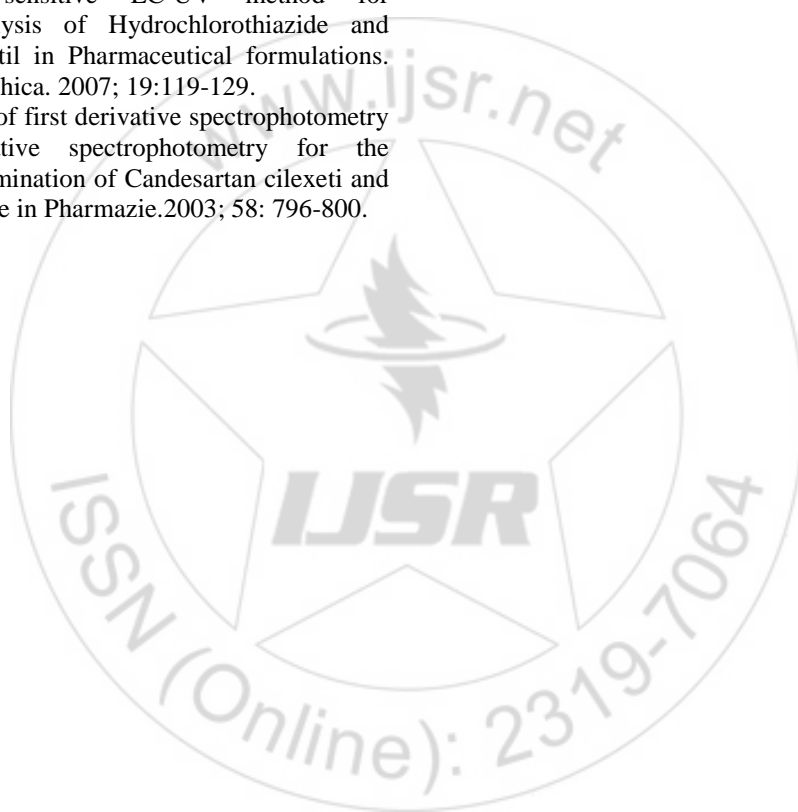 LC-UV method for
lysis of Hydrochlorothiazide and
til in Pharmaceutical formulations.
hica. 2007; 19:119-129.
of first derivative spectrophotometry
tive spectrophotometry for the
mination of Candesartan cilexeti and
e in Pharmazie.2003; 58: 796-800.
www.ijsr.net
IJSR
ISSN (Online): 2319-7064